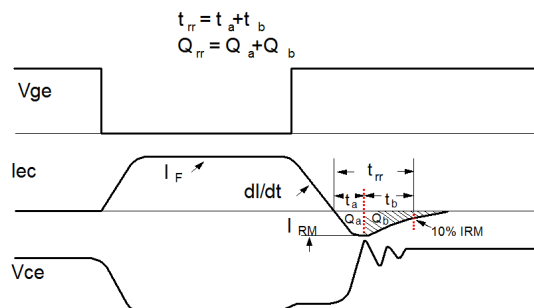 t rr = t a+t b
Q rr = Q a+Q b
Vge
Iec
I F
dI/dt
t rr
t a
t b
Q a
Q b
I RM
10% IRM
Vce